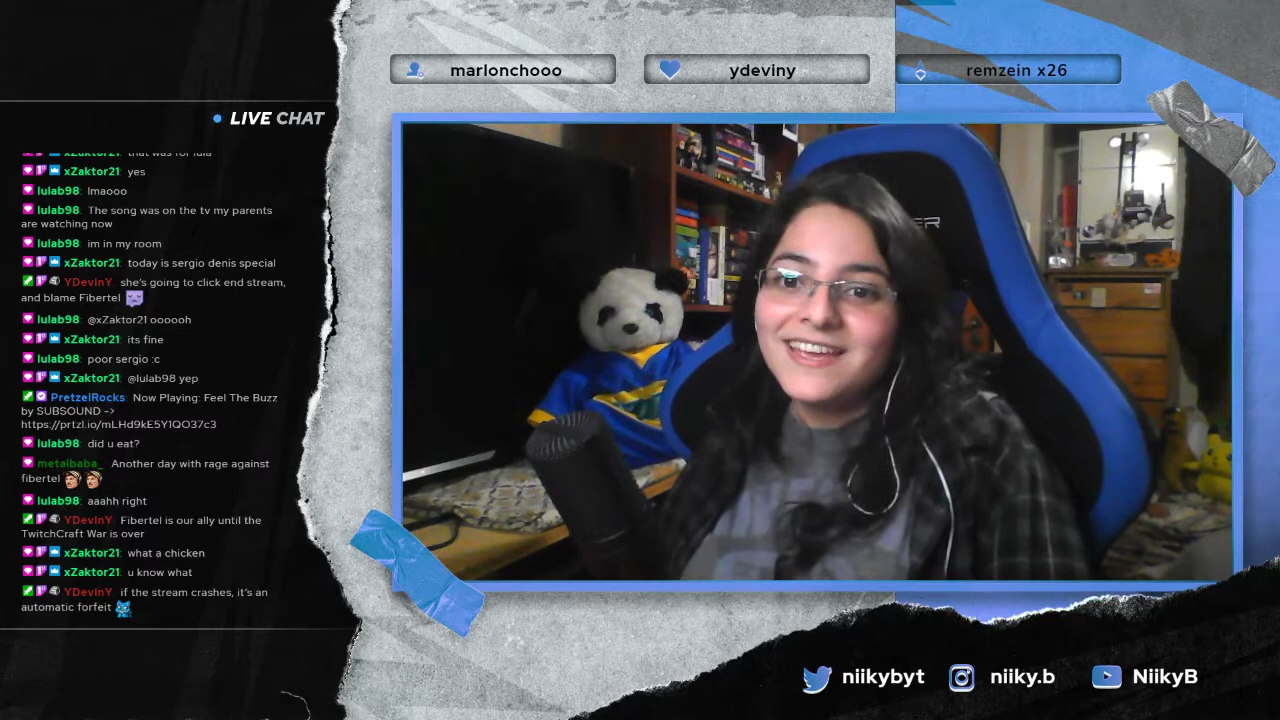 marlonchooo
ydeviny
remzein x26
LIVE CHAT
xZaktor21: that was for lula
xZaktor21: yes
lulab98: lmaooo
lulab98: The song was on the tv my parents
are watching now
lulab98: im in my room
xZaktor21: today is sergio denis special
YDevinY: she's going to click end stream,
and blame Fibertel
lulab98: @xZaktor21 oooooh
xZaktor21: its fine
lulab98: poor sergio :c
xZaktor21: @lulab98 yep
PretzelRocks: Now Playing: Feel The Buzz
by SUBSOUND ->
https://prtzl.io/mLHd9kE5Y1QO37c3
lulab98: did u eat?
metalbaba_: Another day with rage against
fibertel
lulab98: aaahh right
YDevinY: Fibertel is our ally until the
TwitchCraft War is over
xZaktor21: what a chicken
xZaktor21: u know what
YDevinY: if the stream crashes, it's an
automatic forfeit
niikybyt
niiky.b
NiikyB